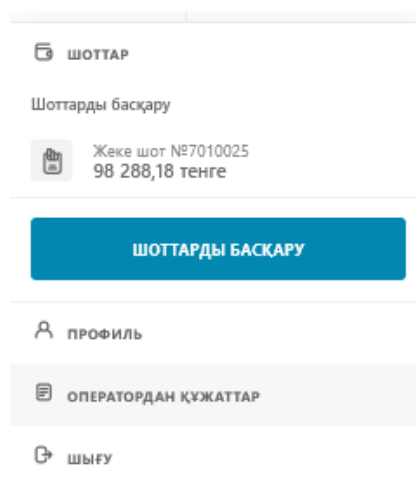 ШОТТАР
Шоттарды басқару
Жеке шот №7010025
98 288,18 тенге
ШОТТАРДЫ БАСҚАРУ
ПРОФИЛЬ
ОПЕРАТОРДАН ҚҰЖАТТАР
ШЫҒУ